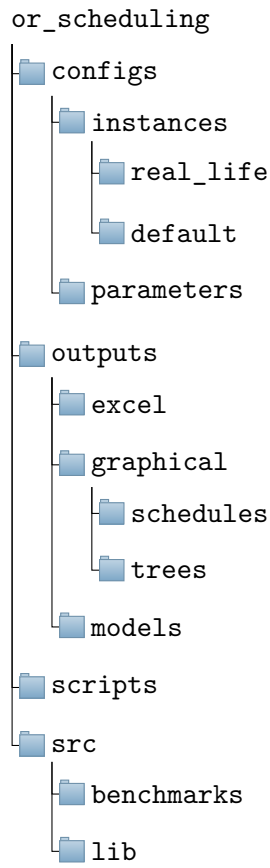 or_scheduling
configs
instances
real_life
default
parameters
outputs
excel
graphical
schedules
trees
models
scripts
src
benchmarks
lib